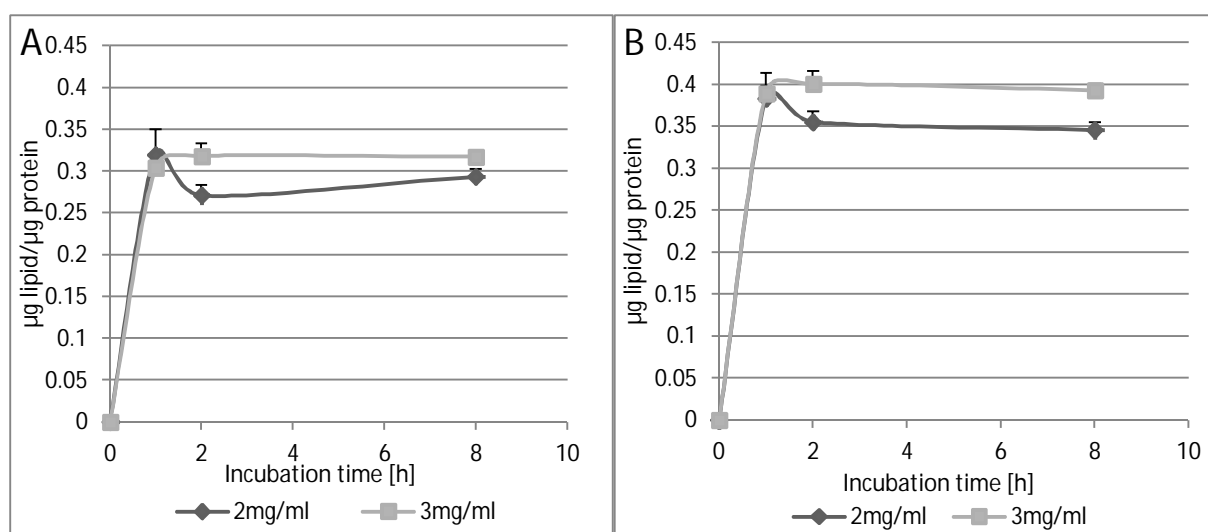 A
0.45
0.4
0.35
0.3
0.25
0.2
0.15
0.1
0.05
0
µg lipid/µg protein
0 2 4 6 8 10
Incubation time [h]
2mg/ml 3mg/ml
B
0.45
0.4
0.35
0.3
0.25
0.2
0.15
0.1
0.05
0
µg lipid/µg protein
0 2 4 6 8 10
Incubation time [h]
2mg/ml 3mg/ml